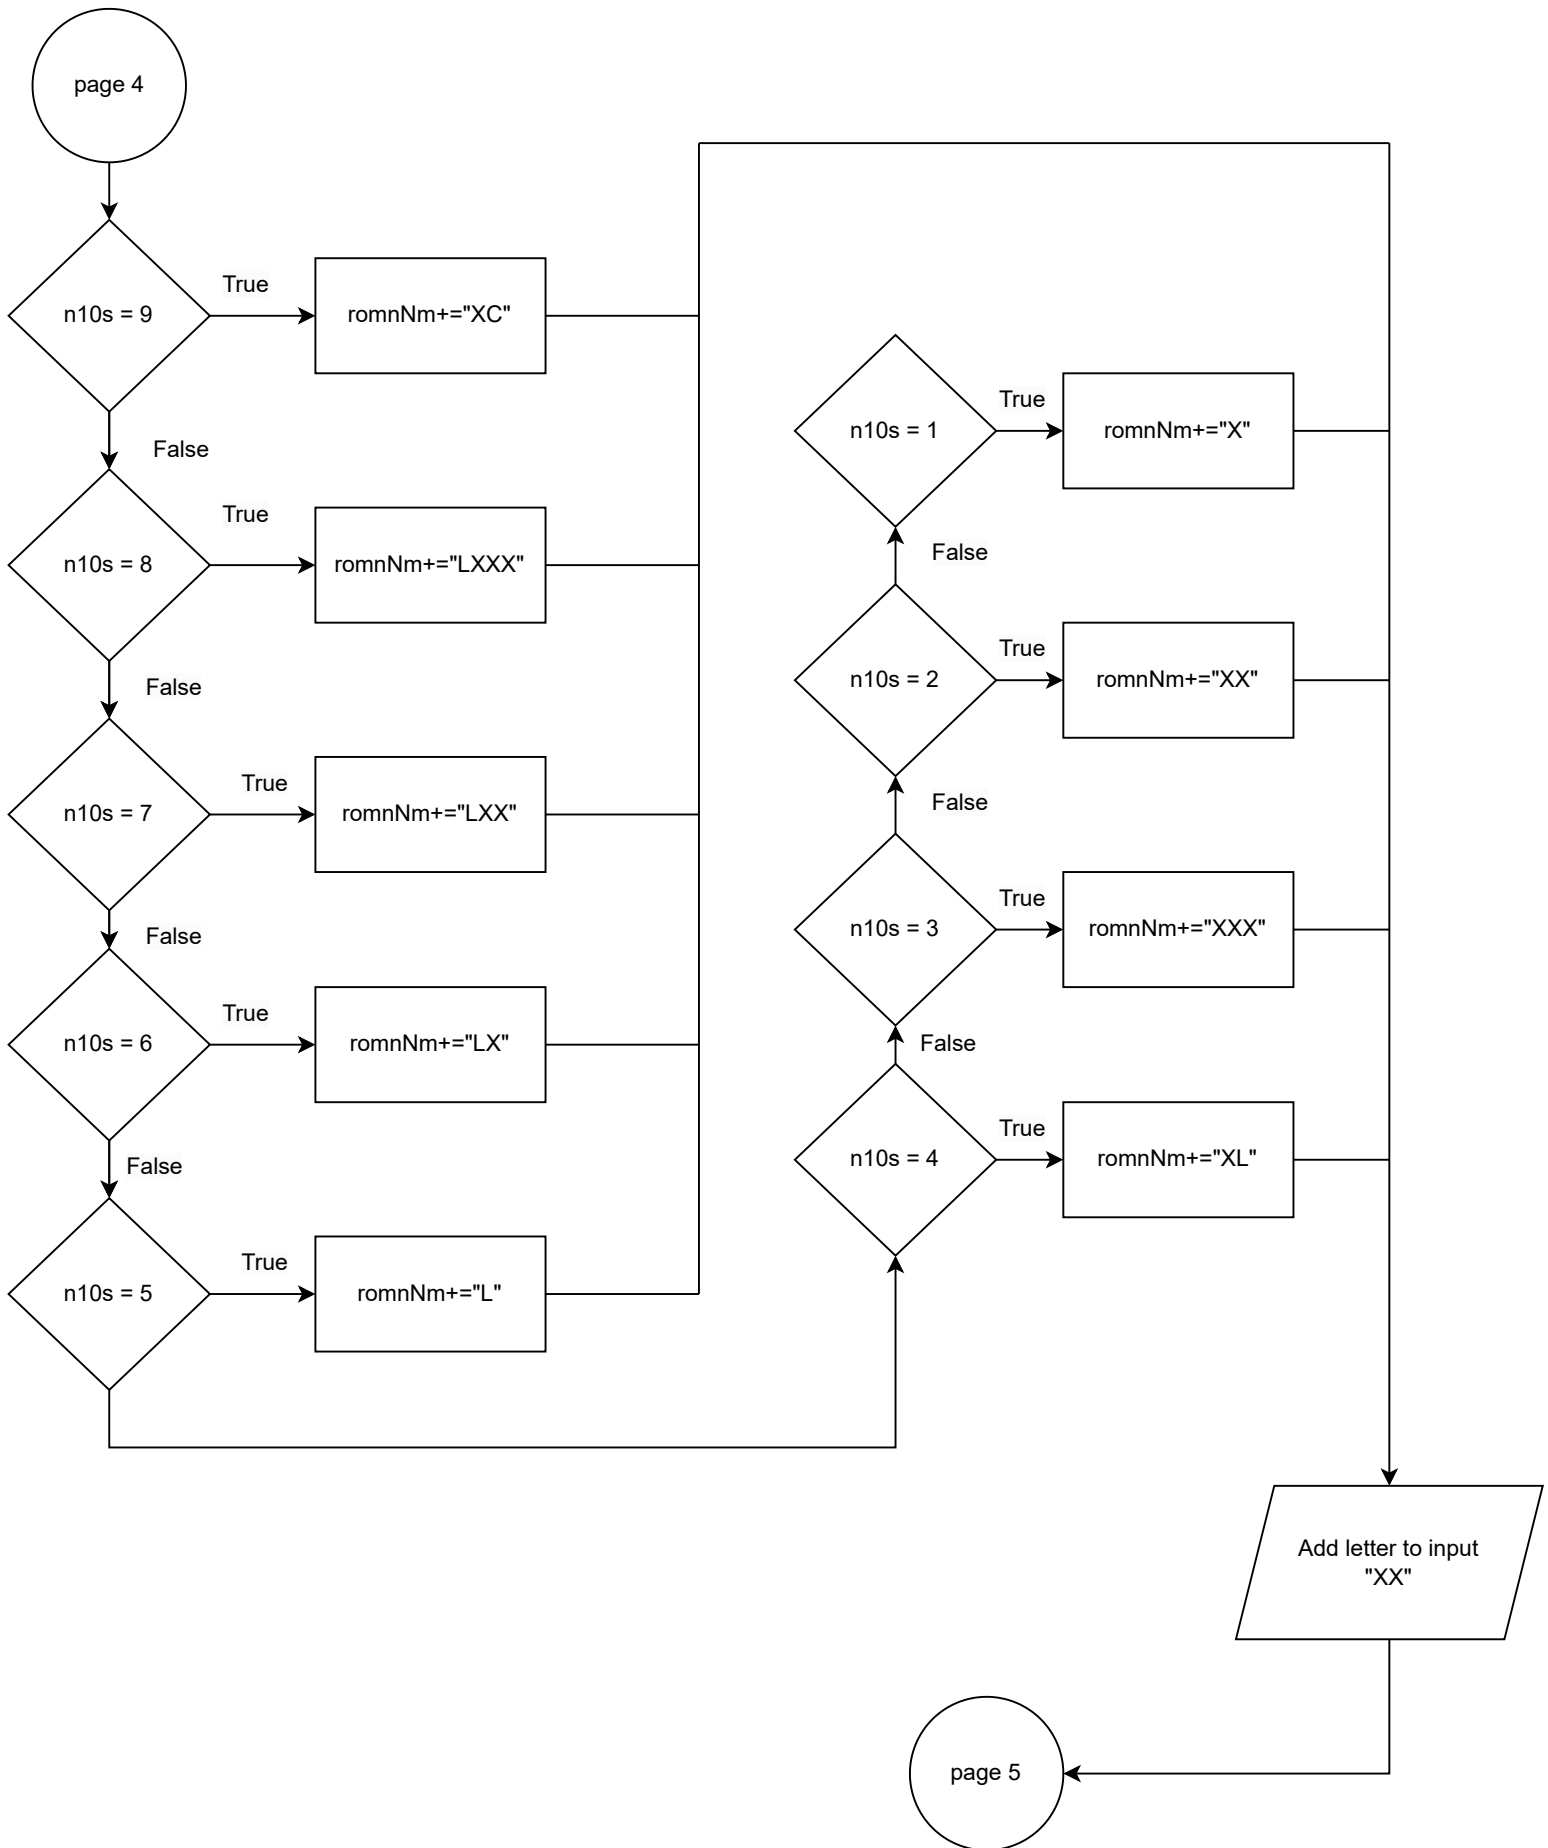 page 4
n10s = 9
True
romnNm+="XC"
False
n10s = 8
True
romnNm+="LXXX"
False
n10s = 7
True
romnNm+="LXX"
False
n10s = 6
True
romnNm+="LX"
False
n10s = 5
True
romnNm+="L"
n10s = 4
True
romnNm+="XL"
False
n10s = 3
True
romnNm+="XXX"
False
n10s = 2
True
romnNm+="XX"
False
n10s = 1
True
romnNm+="X"
Add letter to input
"XX"
page 5